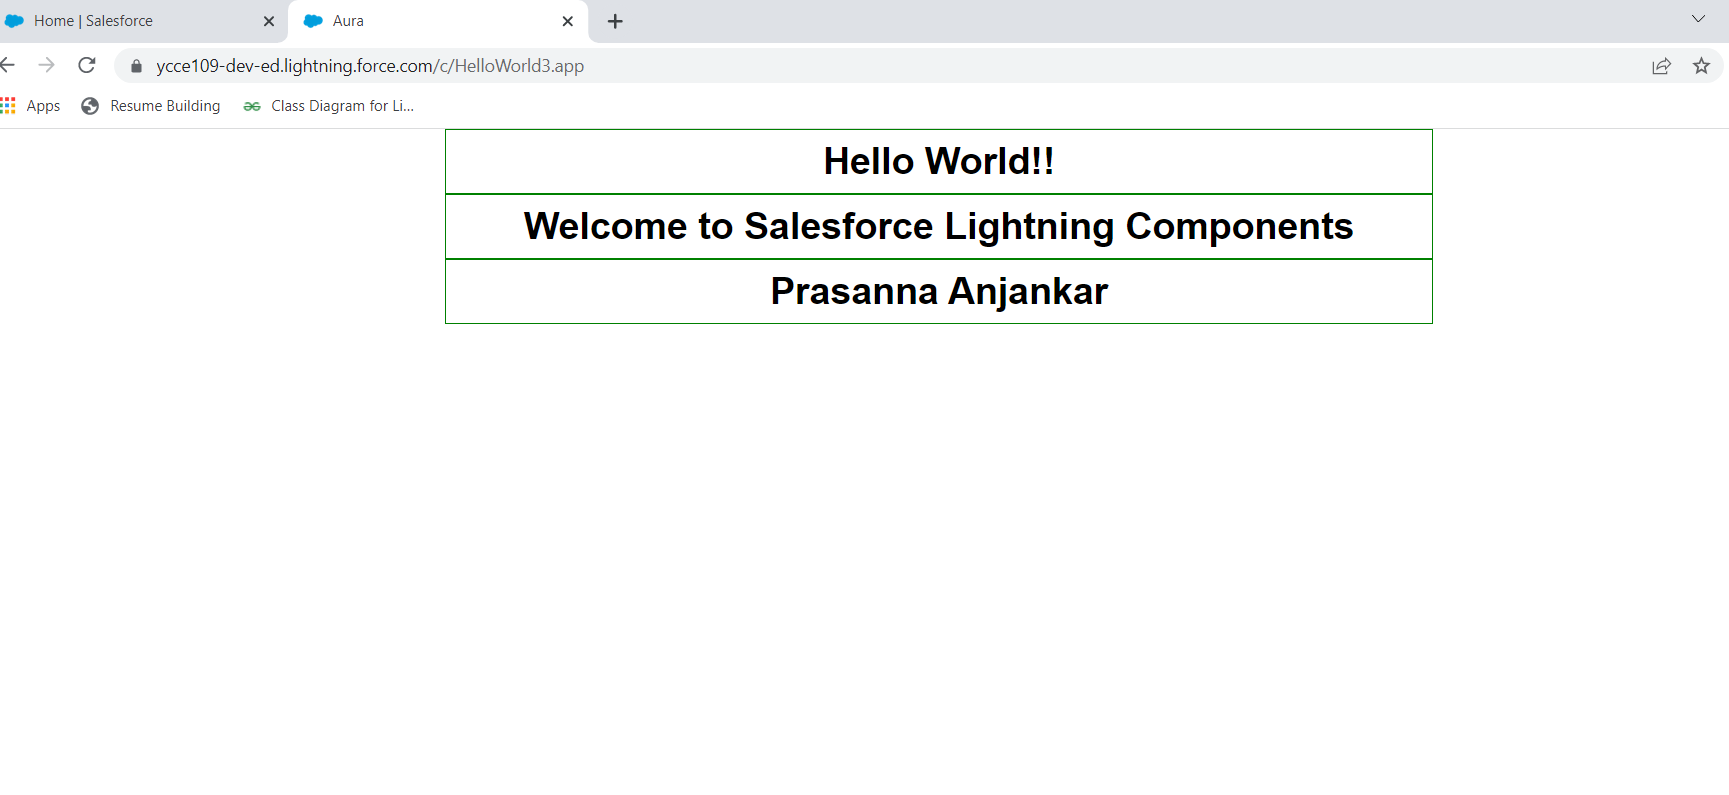 Home | Salesforce
Aura
ycce109-dev-ed.lightning.force.com/c/HelloWorld3.app
Apps Resume Building Class Diagram for Li...
Hello World!!
Welcome to Salesforce Lightning Components
Prasanna Anjankar